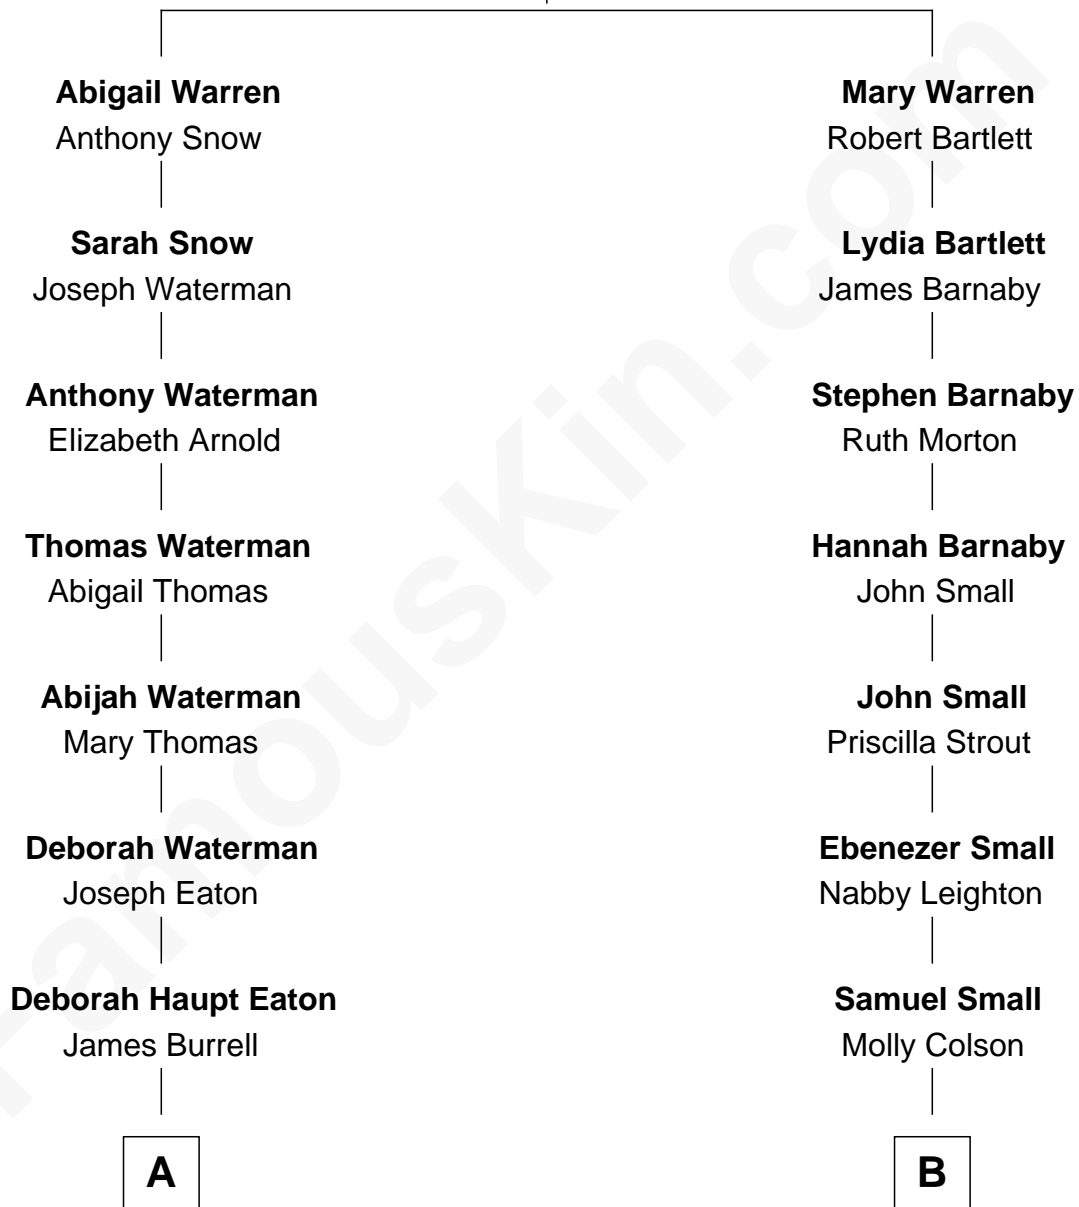 Abigail Warren
Anthony Snow
Sarah Snow
Joseph Waterman
Anthony Waterman
Elizabeth Arnold
Thomas Waterman
Abigail Thomas
Abijah Waterman
Mary Thomas
Deborah Waterman
Joseph Eaton
Deborah Haupt Eaton
James Burrell
A
Mary Warren
Robert Bartlett
Lydia Bartlett
James Barnaby
Stephen Barnaby
Ruth Morton
Hannah Barnaby
John Small
John Small
Priscilla Strout
Ebenezer Small
Nabby Leighton
Samuel Small
Molly Colson
B
FamousKin.com